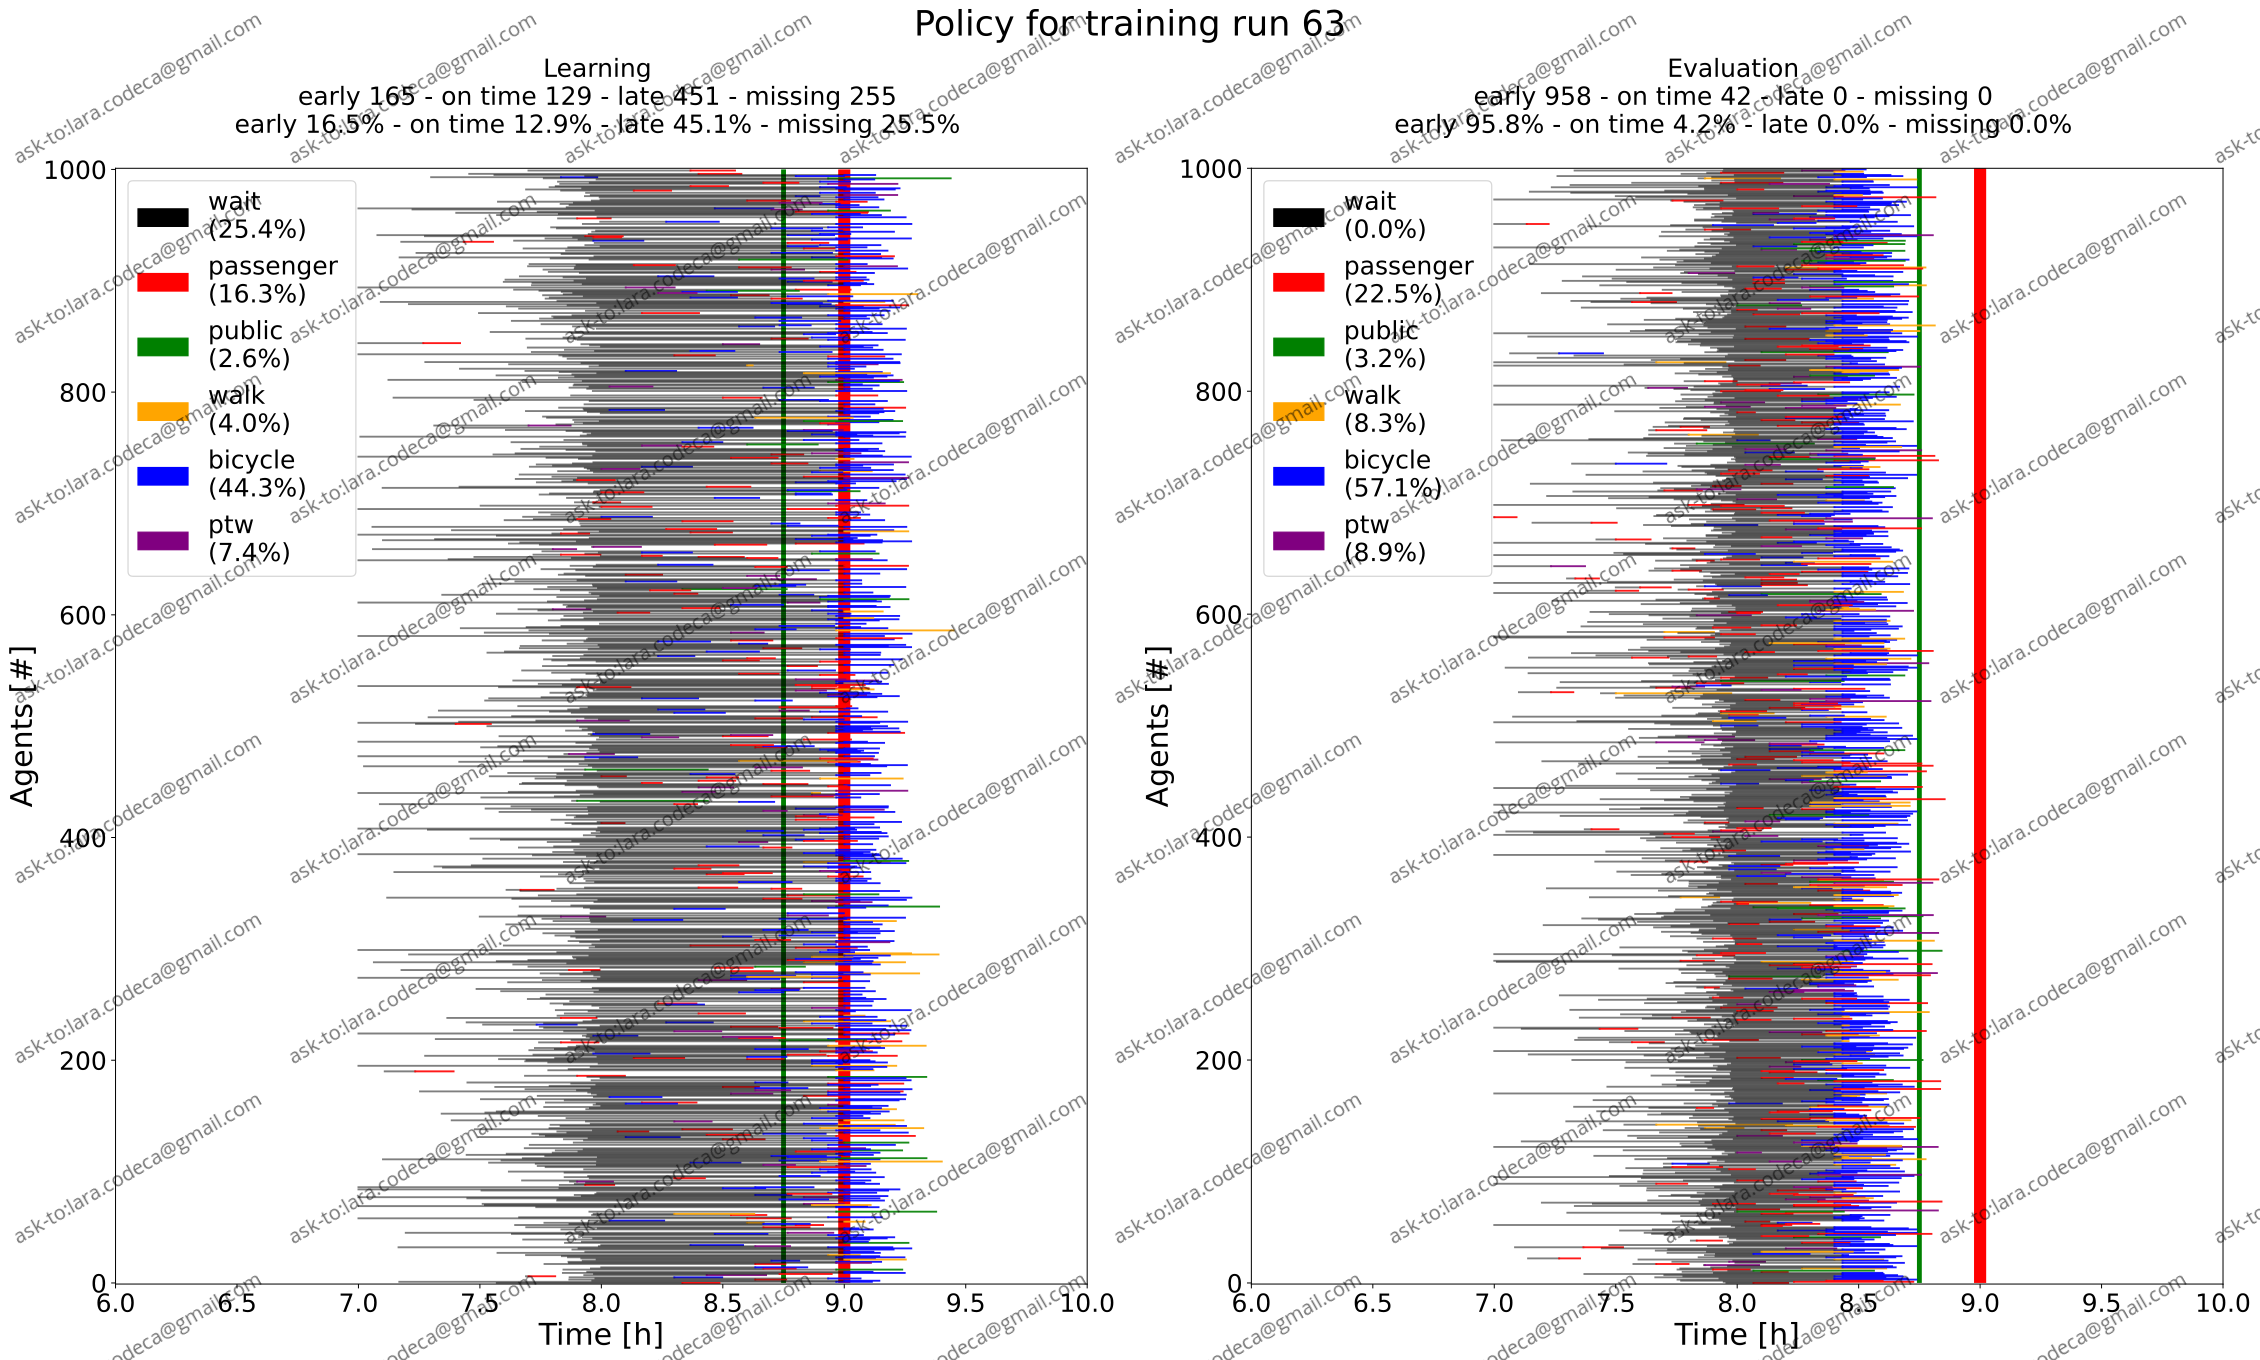 Policy for training run 63
Learning
early 165 - on time 129 - late 451 - missing 255
early 16.5% - on time 12.9% - late 45.1% - missing 25.5%
1000
800
600
400
200
0
Agents [#]
wait
(25.4%)
passenger
(16.3%)
public
(2.6%)
walk
(4.0%)
bicycle
(44.3%)
ptw
(7.4%)
6.0 6.5 7.0 7.5 8.0 8.5 9.0 9.5 10.0
Time [h]
Evaluation
early 958 - on time 42 - late 0 - missing 0
early 95.8% - on time 4.2% - late 0.0% - missing 0.0%
1000
800
600
400
200
0
Agents [#]
wait
(0.0%)
passenger
(22.5%)
public
(3.2%)
walk
(8.3%)
bicycle
(57.1%)
ptw
(8.9%)
6.0 6.5 7.0 7.5 8.0 8.5 9.0 9.5 10.0
Time [h]
ask-to:lara.codeca@gmail.com